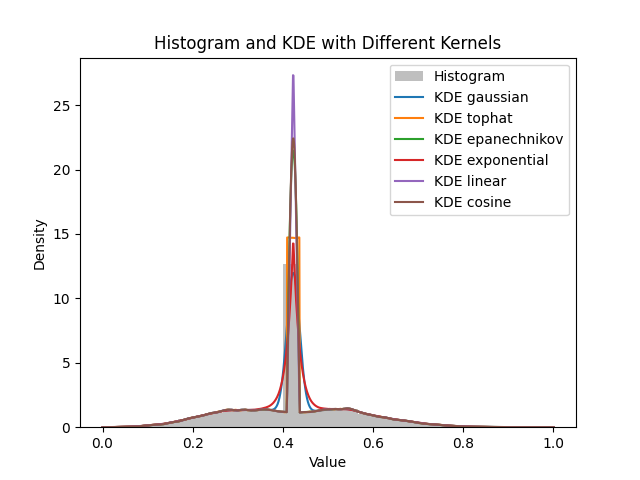 Histogram and KDE with Different Kernels
Histogram
KDE gaussian
KDE tophat
KDE epanechnikov
KDE exponential
KDE linear
KDE cosine
Density
25
20
15
10
5
0
0.0 0.2 0.4 0.6 0.8 1.0
Value